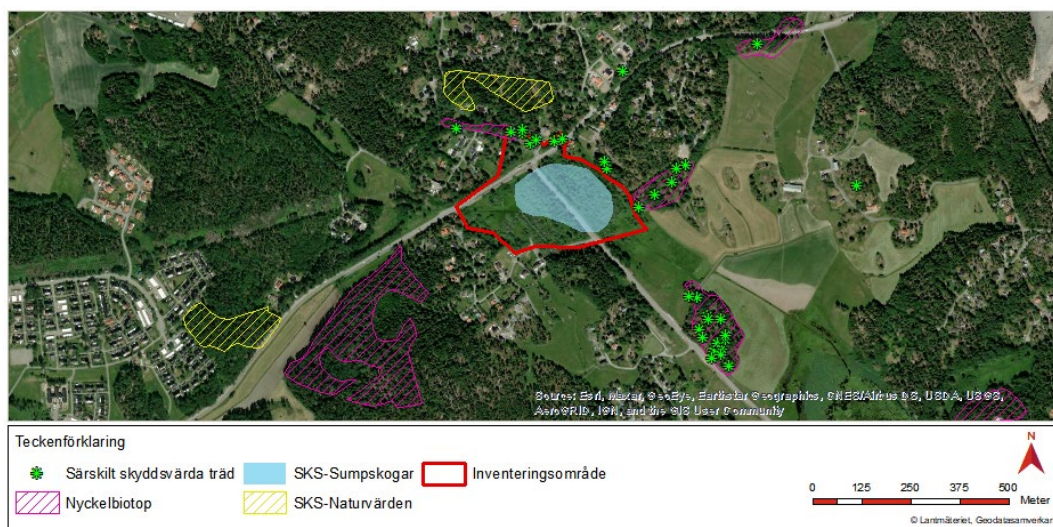 Source: Esri, Maxar, GeoEye, Earthstar Geographics, CNES/Airbus DS, USDA, USGS,
AeroGRID, IGN, and the GIS User Community
Teckenförklaring
Särskilt skyddsvärda träd SKS-Sumpskogar Inventeringsområde
Nyckelbiotop SKS-Naturvärden
N
0 125 250 375 500
Meter
© Lantmäteriet, Geodatasamverkan